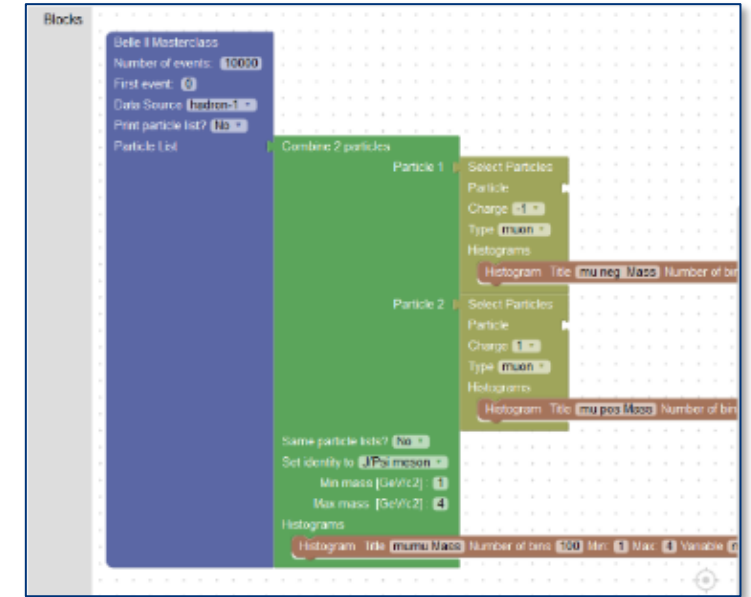 Blocks
Belle II Masterclass
Number of events: 10000
First event: 0
Data Source hadron-1
Print particle list? No
Particle List Combine 2 particles
Particle 1 Select Particles
Particle
Charge -1
Type muon
Histograms
Histogram Title mu neg Mass Number of bin
Particle 2 Select Particles
Particle
Charge 1
Type muon
Histograms
Histogram Title mu pos Mass Number of bin
Same particle lists? No
Set identity to J/Psi meson
Min mass [GeV/c2] : 1
Max mass [GeV/c2] : 4
Histograms
Histogram Title mumu Mass Number of bins 100 Min: 1 Max: 4 Variable